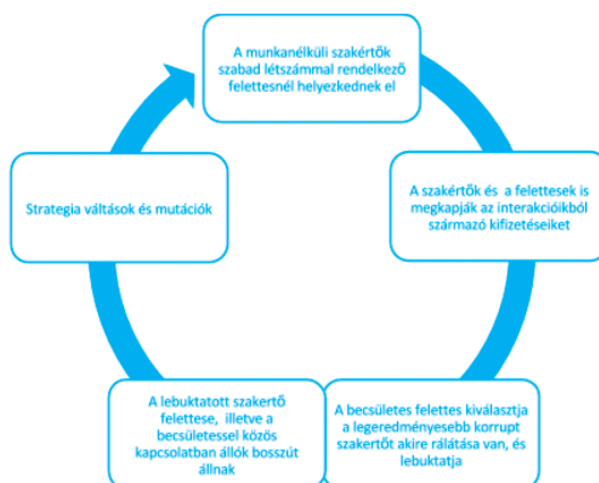 A munkanélküli szakértők
szabad létszámmal rendelkező
felettesnél helyezkednek el
A szakértők és a felettesek is
megkapják az interakcióikból
származó kifizetéseiket
A becsületes felettes kiválasztja
a legeredményesebb korrupt
szakertőt akire rálátása van, és
lebuktatja
A lebuktatott szakertő
felettese, illetve a
becsületessel közös
kapcsolatban állók bosszút
állnak
Strategia váltások és mutációk